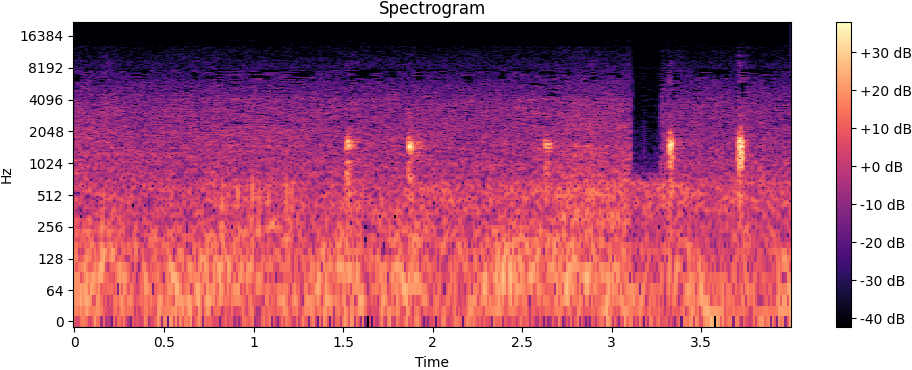 Spectrogram
16384
8192
4096
2048
1024
512
256
128
64
0
Hz
0
0.5
1
1.5
2
2.5
3
3.5
Time
+30 dB
+20 dB
+10 dB
+0 dB
-10 dB
-20 dB
-30 dB
-40 dB